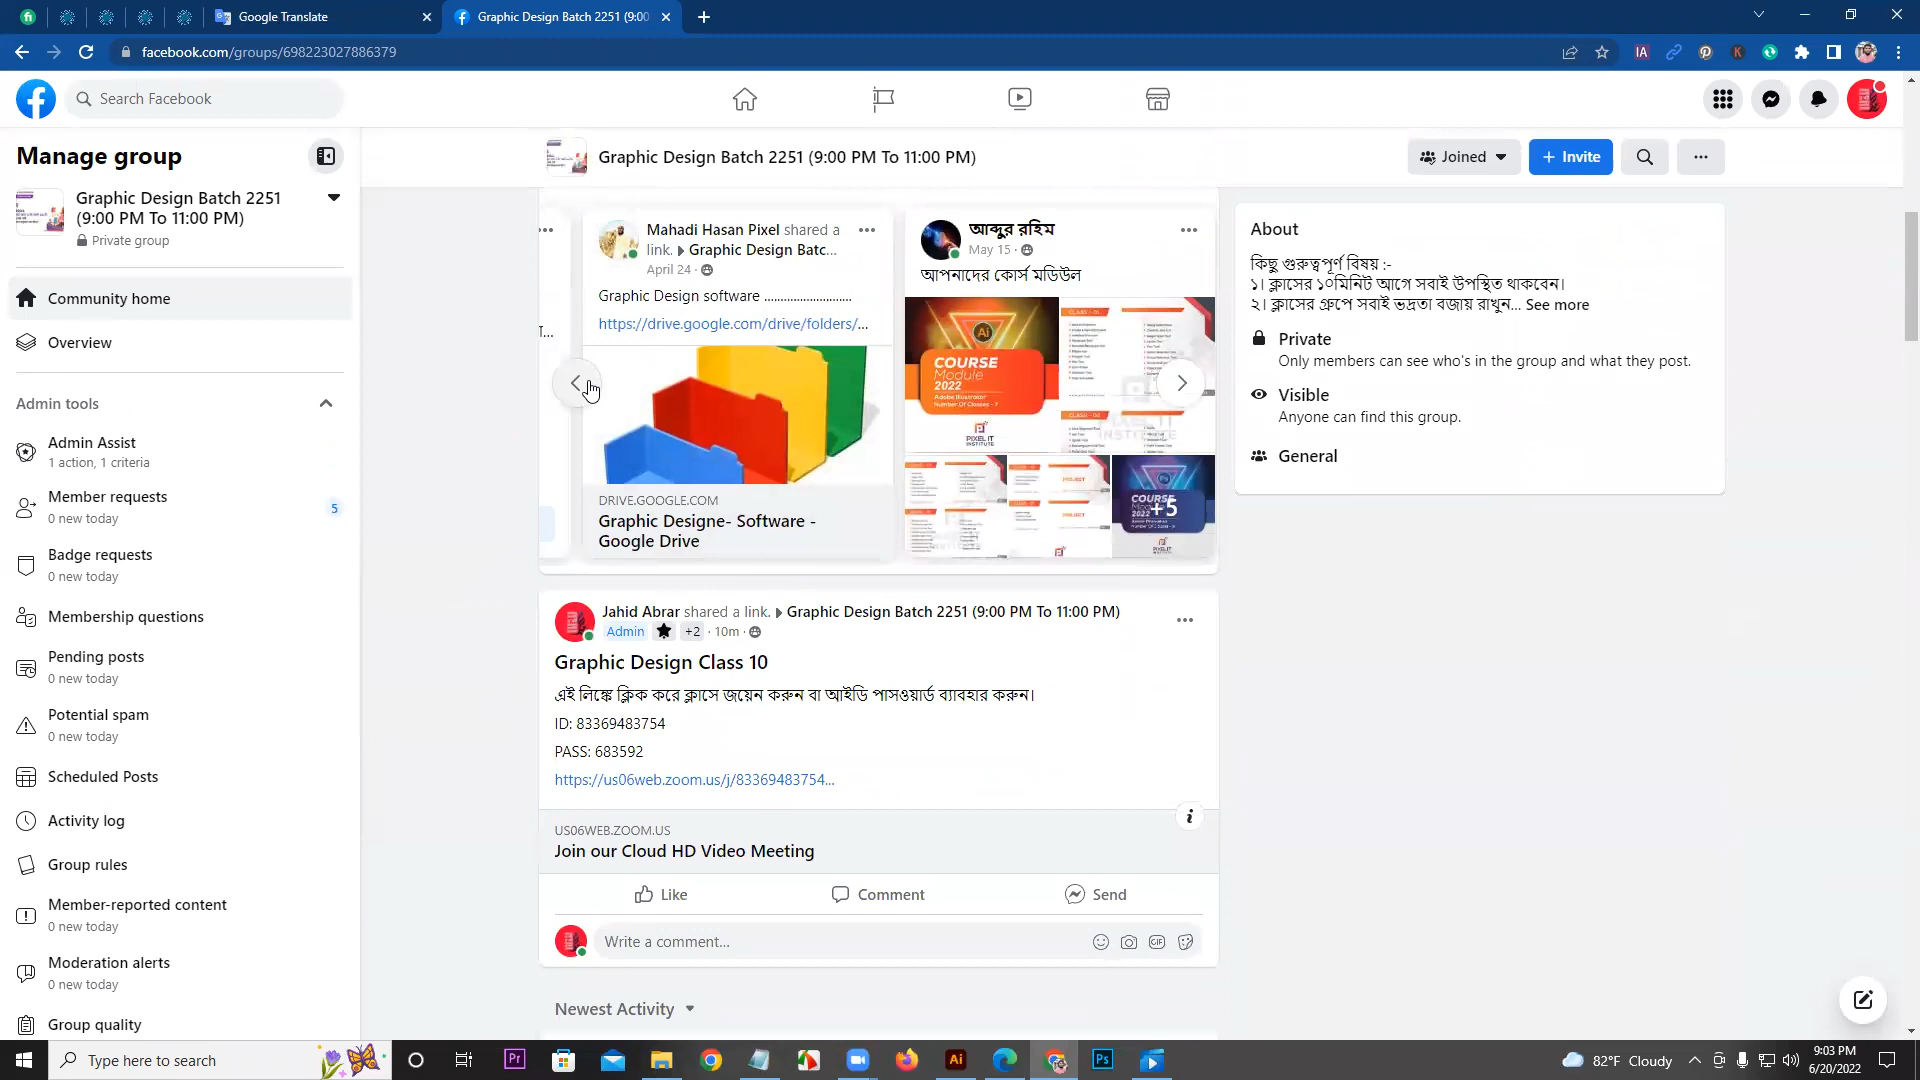 Google Translate
Graphic Design Batch 2251 (9:00
facebook.com/groups/698223027886379
Search Facebook
Manage group
Graphic Design Batch 2251
(9:00 PM To 11:00 PM)
Private group
Community home
Overview
Admin tools
Admin Assist
1 action, 1 criteria
Member requests
0 new today
5
Badge requests
0 new today
Membership questions
Pending posts
0 new today
Potential spam
0 new today
Scheduled Posts
Activity log
Group rules
Member-reported content
0 new today
Moderation alerts
0 new today
Group quality
Graphic Design Batch 2251 (9:00 PM To 11:00 PM)
Joined
+ Invite
Mahadi Hasan Pixel shared a
link. Graphic Design Batc...
April 24 ·
Graphic Design software ..........................
https://drive.google.com/drive/folders/...
DRIVE.GOOGLE.COM
Graphic Designe- Software -
Google Drive
আব্দুর রহিম
May 15 ·
আপনাদের কোর্স মডিউল
Ai
COURSE
Module
2022
PIXEL IT
INSTITUTE
+5
Jahid Abrar shared a link. Graphic Design Batch 2251 (9:00 PM To 11:00 PM)
Admin +2 · 10m ·
Graphic Design Class 10
এই লিঙ্কে ক্লিক করে ক্লাসে জয়েন করুন বা আইডি পাসওয়ার্ড ব্যাবহার করুন।
ID: 83369483754
PASS: 683592
https://us06web.zoom.us/j/83369483754...
US06WEB.ZOOM.US
Join our Cloud HD Video Meeting
Like
Comment
Send
Write a comment...
GIF
Newest Activity
About
কিছু গুরুত্বপূর্ণ বিষয় :-
১। ক্লাসের ১০মিনিট আগে সবাই উপস্থিত থাকবেন।
২। ক্লাসের গ্রুপে সবাই ভদ্রতা বজায় রাখুন... See more
Private
Only members can see who's in the group and what they post.
Visible
Anyone can find this group.
General
Type here to search
Pr
Ai
Ps
82°F Cloudy
9:03 PM
6/20/2022